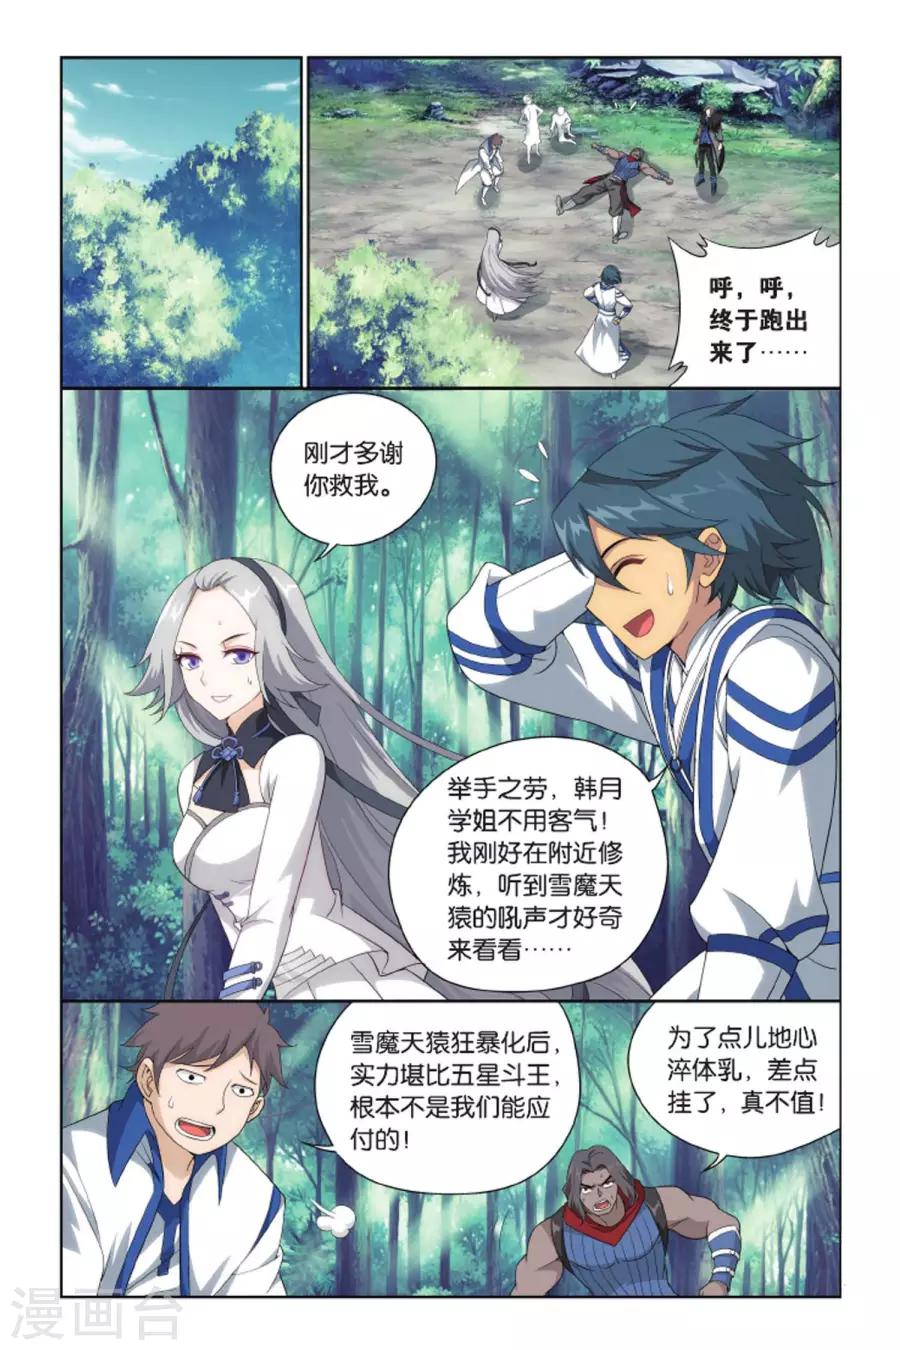 呼，呼，
终于跑出
来了……
刚才多谢
你救我。
举手之劳，韩月
学姐不用客气！
我刚好在附近修
炼，听到雪魔天
猿的吼声才好奇
来看看……
雪魔天猿狂暴化后，
实力堪比五星斗王，
根本不是我们能应
付的！
为了点儿地心
淬体乳，差点
挂了，真不值！
漫画台